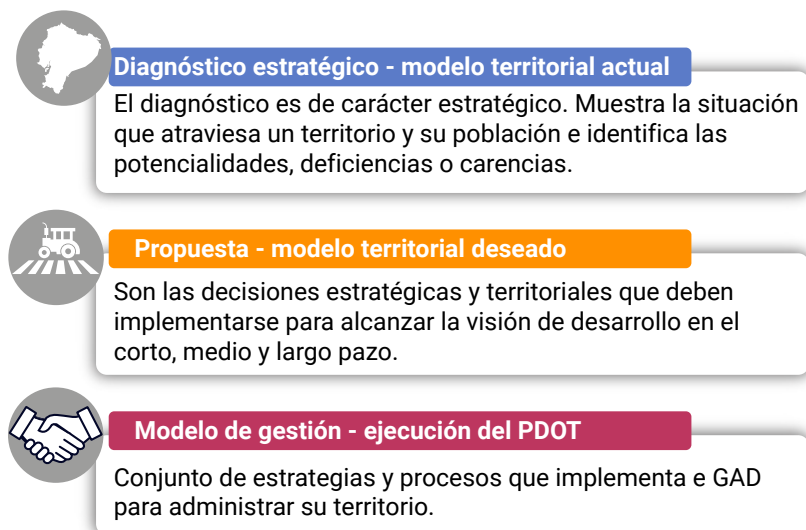 Diagnóstico estratégico - modelo territorial actual
El diagnóstico es de carácter estratégico. Muestra la situación
que atraviesa un territorio y su población e identifica las
potencialidades, deficiencias o carencias.
Propuesta - modelo territorial deseado
Son las decisiones estratégicas y territoriales que deben
implementarse para alcanzar la visión de desarrollo en el
corto, medio y largo pazo.
Modelo de gestión - ejecución del PDOT
Conjunto de estrategias y procesos que implementa e GAD
para administrar su territorio.